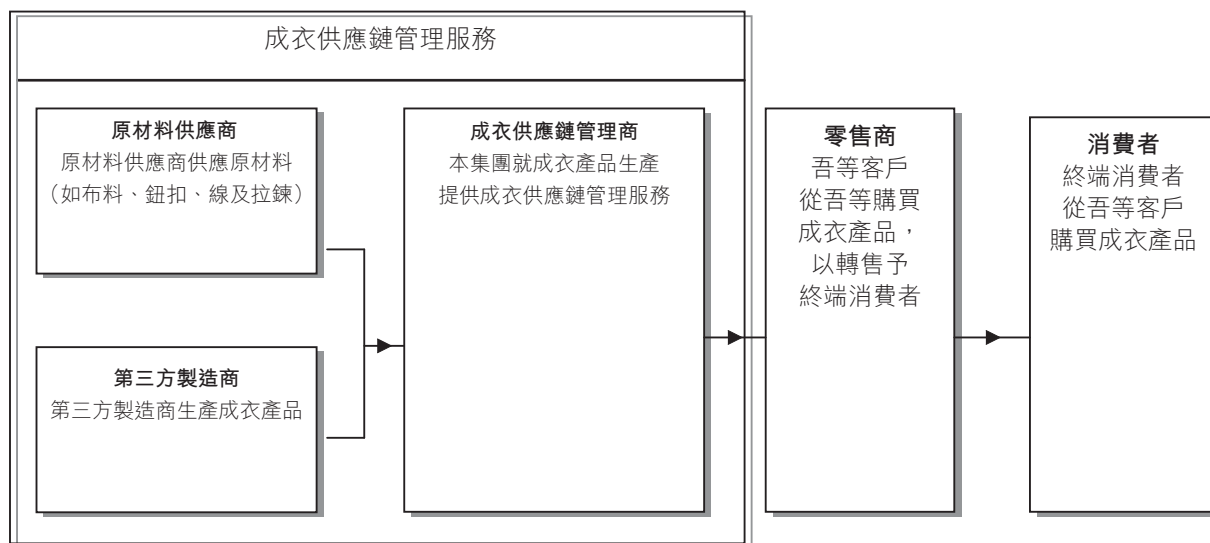 成衣供應鏈管理服務
原材料供應商
原材料供應商供應原材料
（如布料、鈕扣、線及拉鍊）
第三方製造商
第三方製造商生產成衣產品
成衣供應鏈管理商
本集團就成衣產品生產
提供成衣供應鏈管理服務
零售商
吾等客戶
從吾等購買
成衣產品，
以轉售予
終端消費者
消費者
終端消費者
從吾等客戶
購買成衣產品